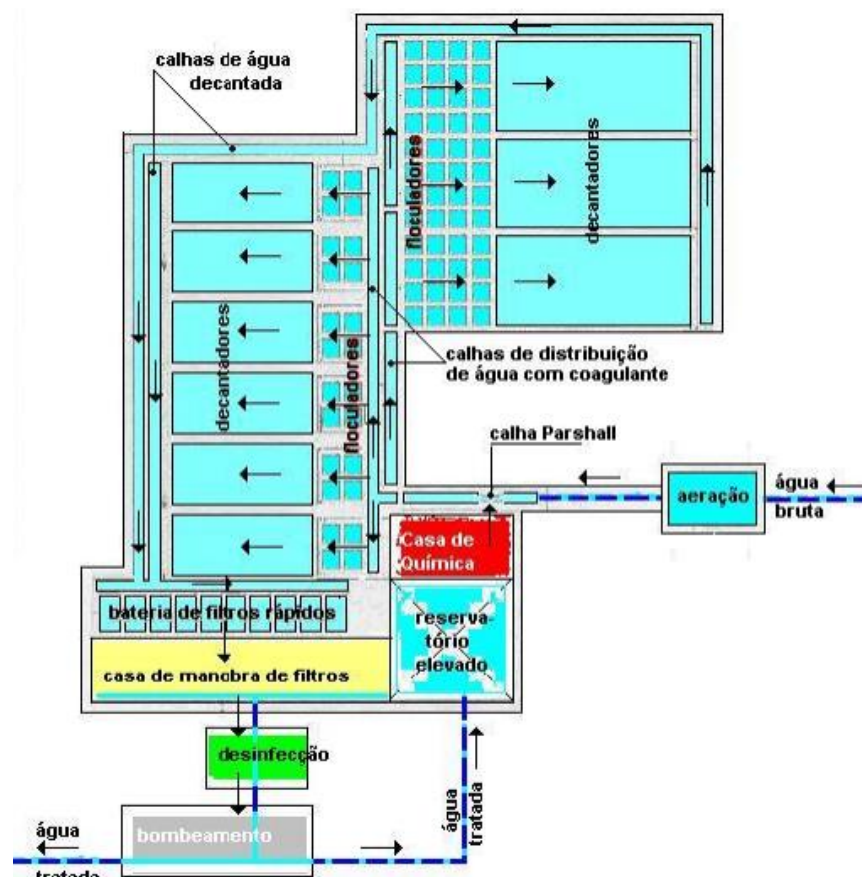 calhas de água
decantada
floculadores
decantadores
decantadores
floculadores
calhas de distribuição
de água com coagulante
calha Parshall
aeração
água
bruta
Casa de
Química
bateria de filtros rápidos
reserva-
tório
elevado
casa de manobra de filtros
desinfecção
água
tratada
bombeamento
água
tratada